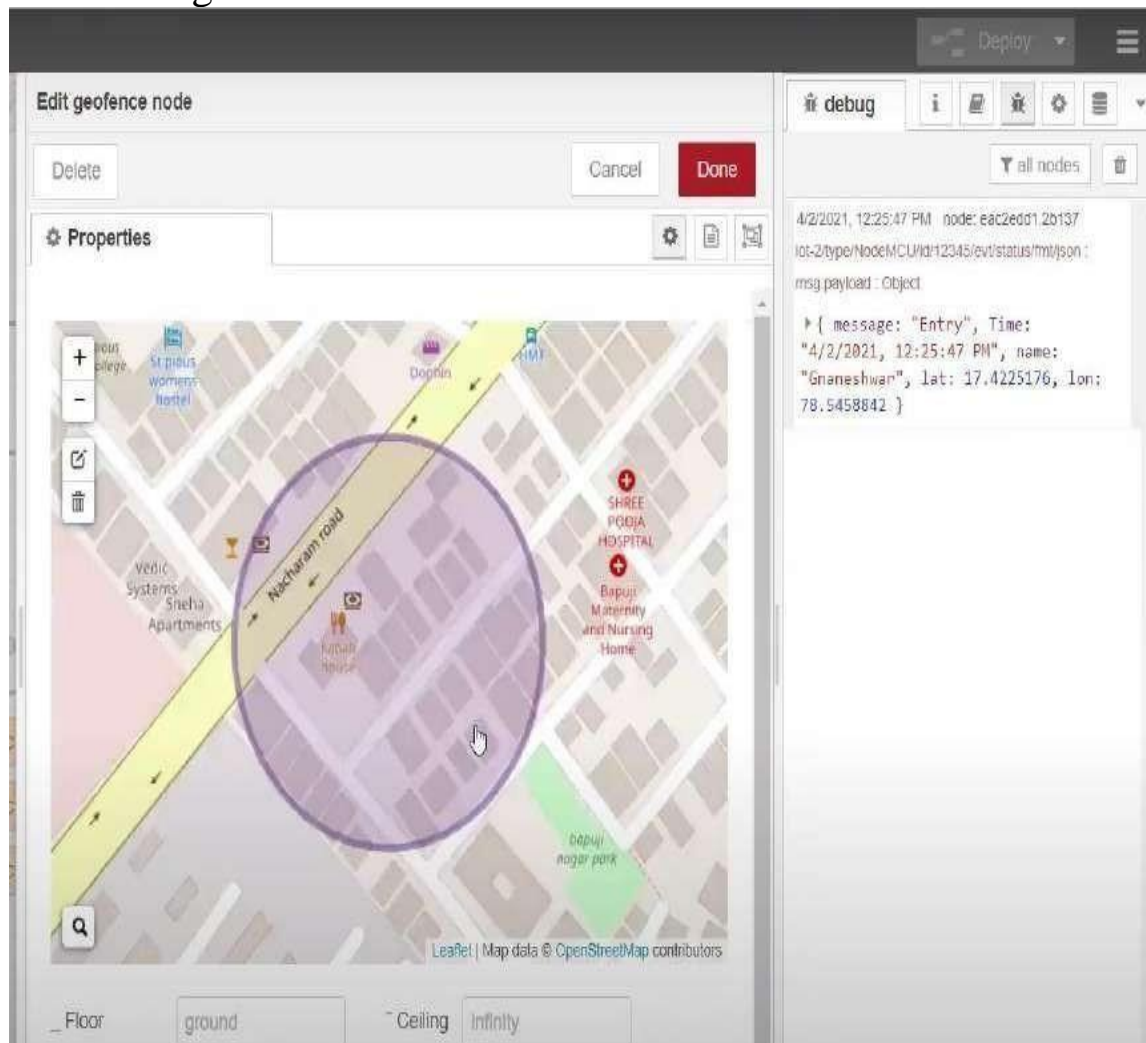 Deploy
Edit geofence node
debug
i
Delete
Cancel
Done
all nodes
Properties
4/2/2021, 12:25:47 PM node: eac2edd1.2b137
iot-2/type/NodeMCU/id/12345/evt/status/fmt/json :
msg.payload : Object
{ message: "Entry", Time:
"4/2/2021, 12:25:47 PM", name:
"Gnaneshwar", lat: 17.4225176, lon:
78.5458842 }
+
−
St pious
womens
hostel
Dolphin
HMT
SHREE
POOJA
HOSPITAL
Nacharam road
Vedic
Systems
Sneha
Apartments
Bapuji
Maternity
and Nursing
Home
house
bapuji
nagar park
Leaflet | Map data © OpenStreetMap contributors
_ Floor
ground
¯ Ceiling
infinity